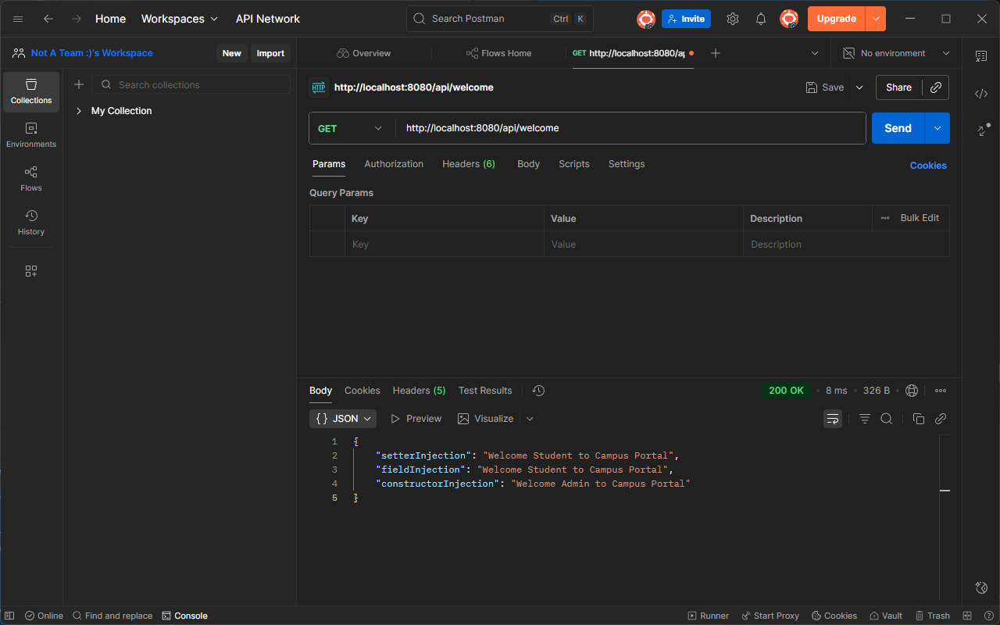 Home Workspaces API Network Search Postman Ctrl K Invite Upgrade
Not A Team :)'s Workspace New Import Overview Flows Home GET http://localhost:8080/ap No environment
Collections
Environments
Flows
History
Search collections
My Collection
HTTP http://localhost:8080/api/welcome Save Share
GET http://localhost:8080/api/welcome Send
Params Authorization Headers (6) Body Scripts Settings Cookies
Query Params
Key Value Description Bulk Edit
Key Value Description
Body Cookies Headers (5) Test Results 200 OK 8 ms 326 B
{} JSON Preview Visualize
1 {
2 "setterInjection": "Welcome Student to Campus Portal",
3 "fieldInjection": "Welcome Student to Campus Portal",
4 "constructorInjection": "Welcome Admin to Campus Portal"
5 }
Online Find and replace Console Runner Start Proxy Cookies Vault Trash